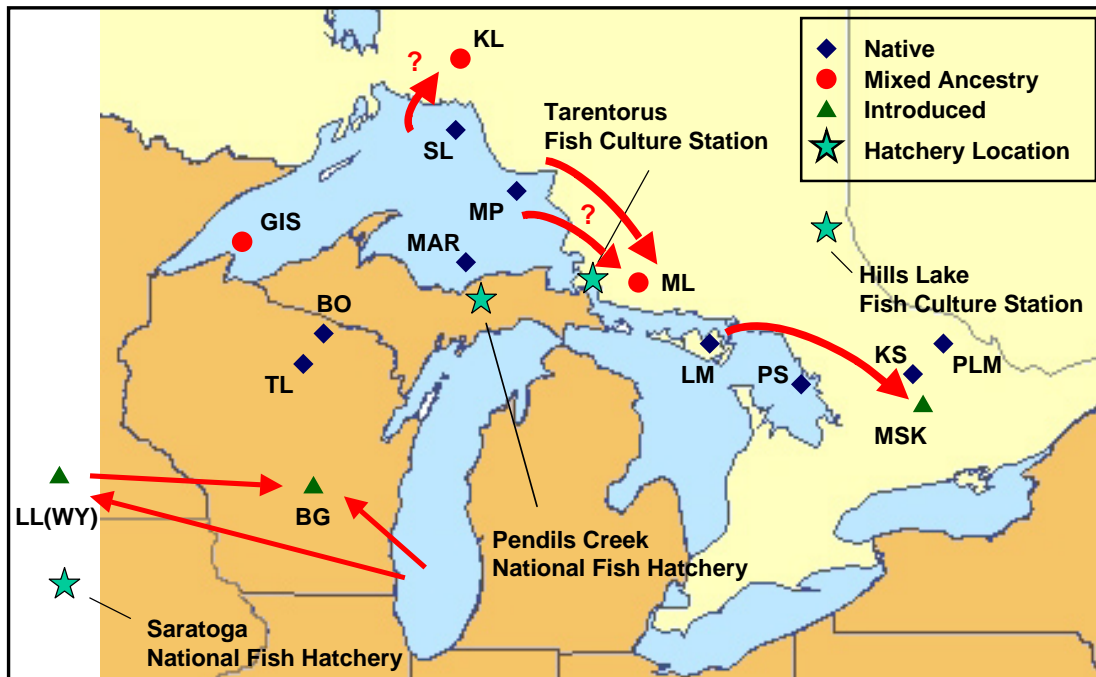 KL
?
Native
Mixed Ancestry
Introduced
Hatchery Location
Tarentorus
Fish Culture Station
SL
MP
?
GIS
MAR
ML
Hills Lake
Fish Culture Station
BO
TL
LM
PS
KS
PLM
MSK
LL(WY)
BG
Pendils Creek
National Fish Hatchery
Saratoga
National Fish Hatchery